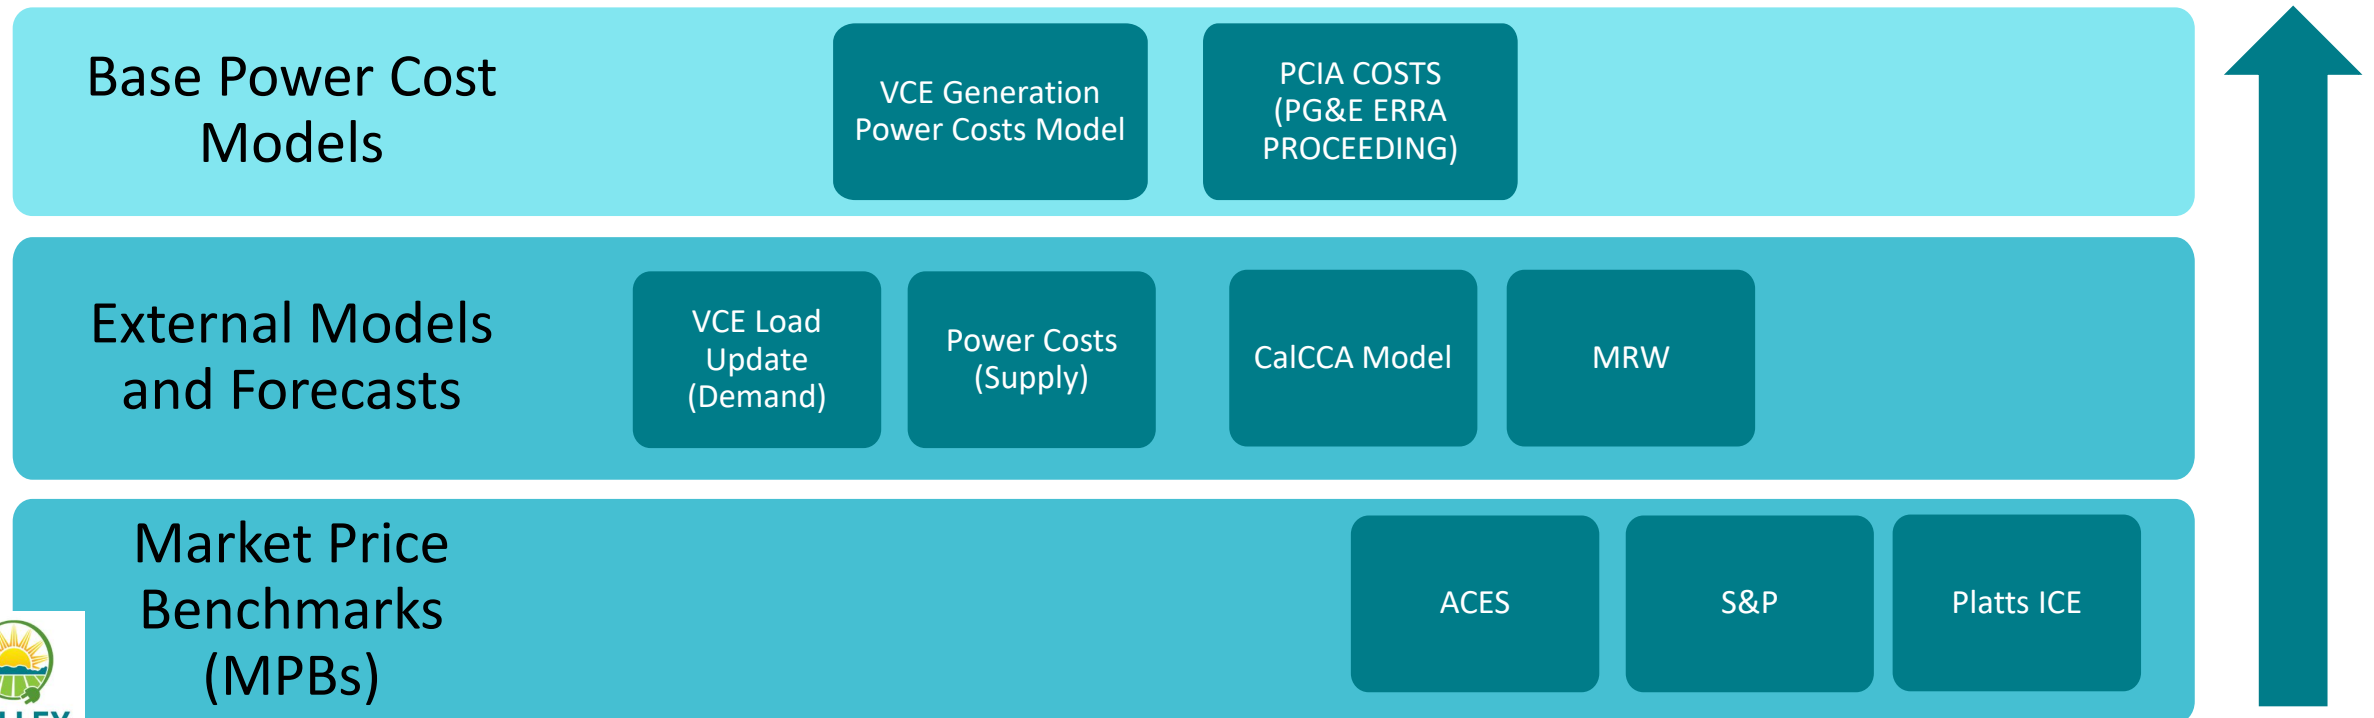 Base Power Cost
Models
VCE Generation
Power Costs Model
PCIA COSTS
(PG&E ERRA
PROCEEDING)
External Models
and Forecasts
VCE Load
Update
(Demand)
Power Costs
(Supply)
CalCCA Model
MRW
Market Price
Benchmarks
(MPBs)
ACES
S&P
Platts ICE